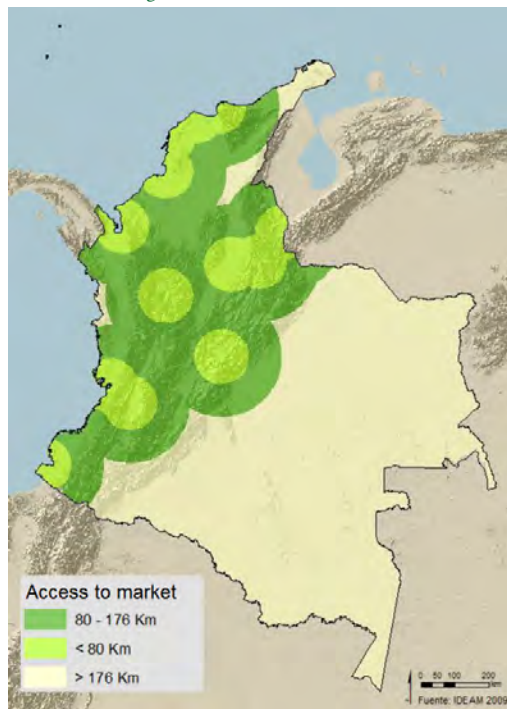 Access to market
80 - 176 Km
< 80 Km
> 176 Km
0 50 100 200
km
Fuente: IDEAM 2009